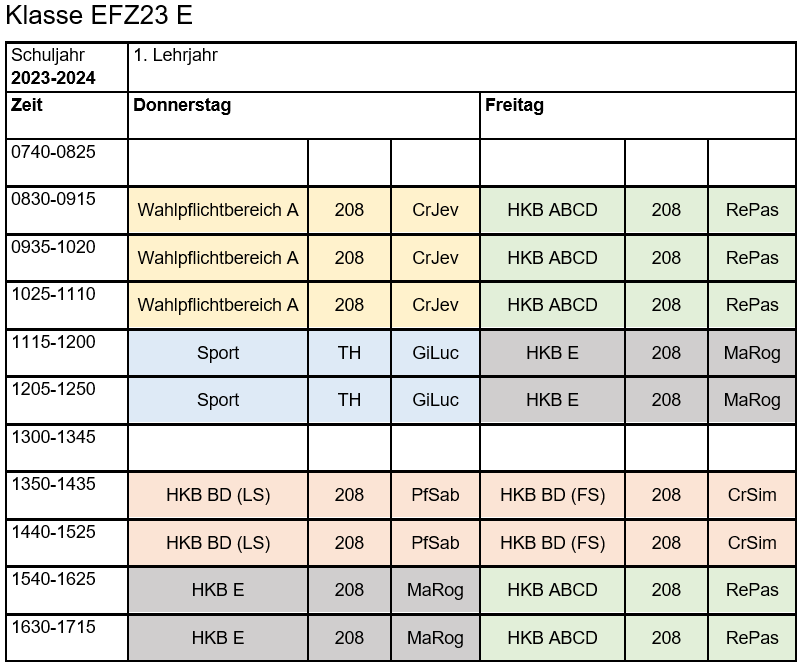 Klasse EFZ23 E
Schuljahr 1. Lehrjahr
2023-2024
Zeit Donnerstag Freitag
0740-0825
0830-0915 Wahlpflichtbereich A 208 CrJev HKB ABCD 208 RePas
0935-1020 Wahlpflichtbereich A 208 CrJev HKB ABCD 208 RePas
1025-1110 Wahlpflichtbereich A 208 CrJev HKB ABCD 208 RePas
1115-1200 Sport TH GiLuc HKB E 208 MaRog
1205-1250 Sport TH GiLuc HKB E 208 MaRog
1300-1345
1350-1435 HKB BD (LS) 208 PfSab HKB BD (FS) 208 CrSim
1440-1525 HKB BD (LS) 208 PfSab HKB BD (FS) 208 CrSim
1540-1625 HKB E 208 MaRog HKB ABCD 208 RePas
1630-1715 HKB E 208 MaRog HKB ABCD 208 RePas